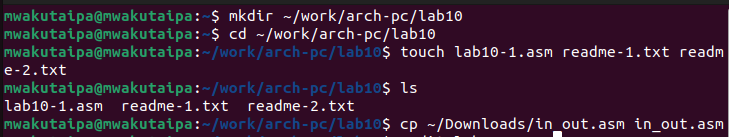 mwakutaipa@mwakutaipa:~$ mkdir ~/work/arch-pc/lab10
mwakutaipa@mwakutaipa:~$ cd ~/work/arch-pc/lab10
mwakutaipa@mwakutaipa:~/work/arch-pc/lab10$ touch lab10-1.asm readme-1.txt readm
e-2.txt
mwakutaipa@mwakutaipa:~/work/arch-pc/lab10$ ls
lab10-1.asm  readme-1.txt  readme-2.txt
mwakutaipa@mwakutaipa:~/work/arch-pc/lab10$ cp ~/Downloads/in_out.asm in_out.asm